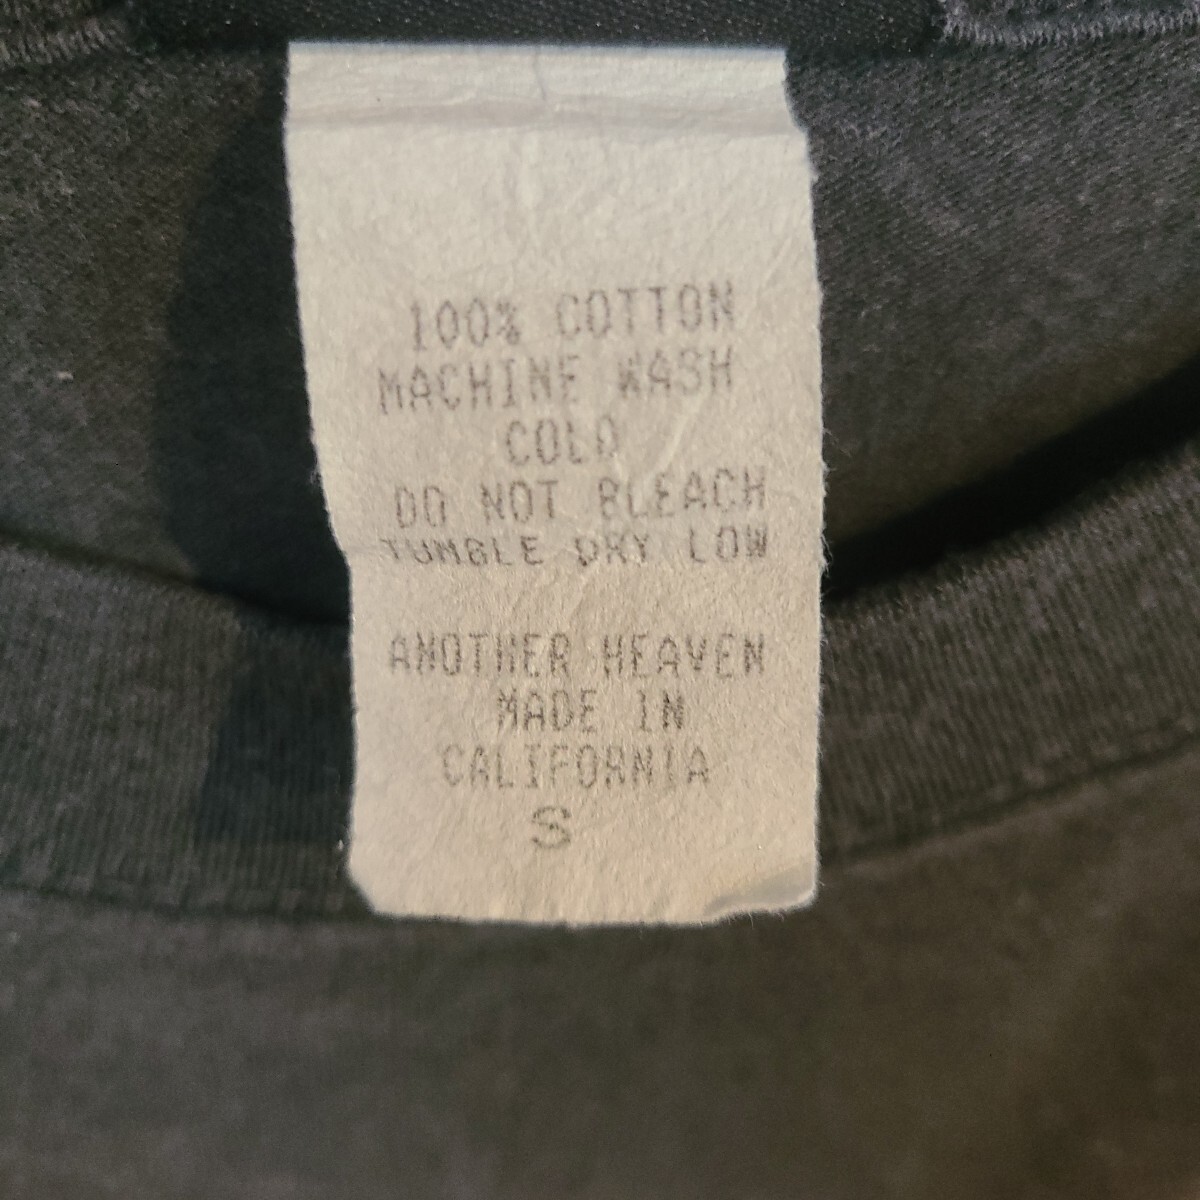 100% COTTON
MACHINE WASH
COLD
DO NOT BLEACH
TUMBLE DRY LOW
ANOTHER HEAVEN
MADE IN
CALIFORNIA
S